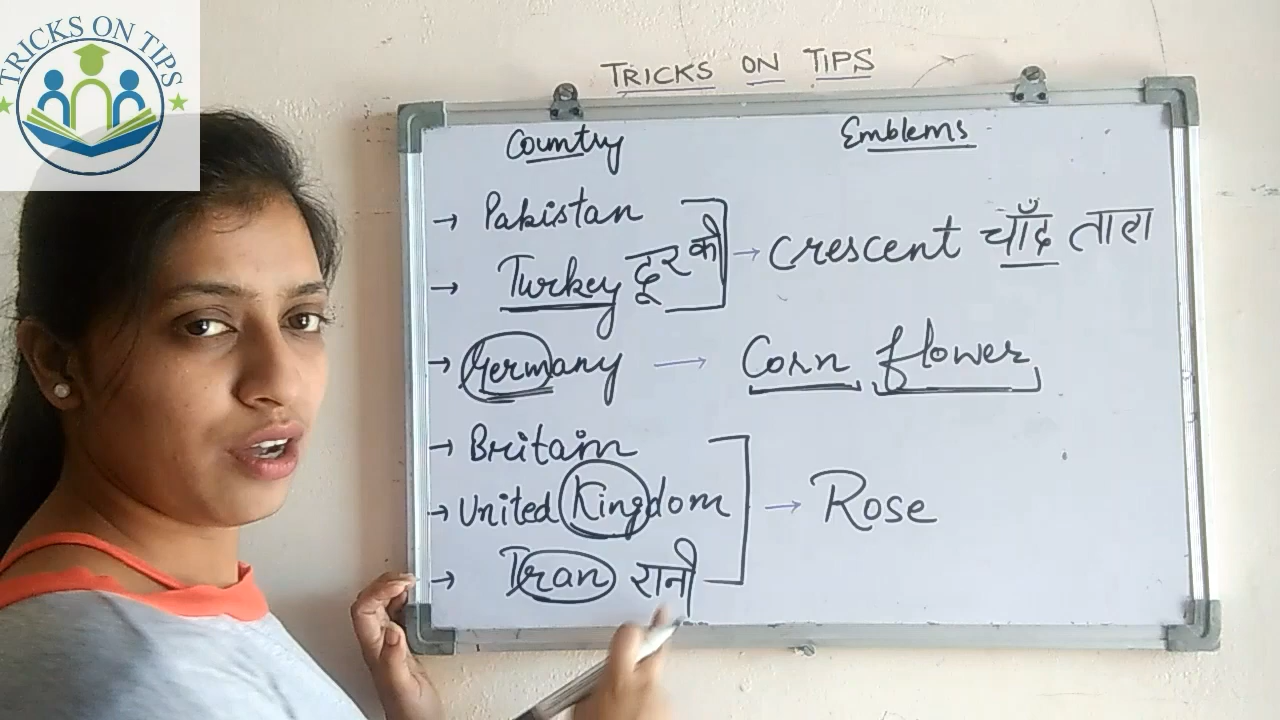 TRICKS ON TIPS
TRICKS ON TIPS
Country Emblems
→ Pakistan
→ Turkey दूर को → Crescent चाँद तारा
→ Germany → Corn flower
→ Britain
→ United Kingdom → Rose
→ Iran रानी